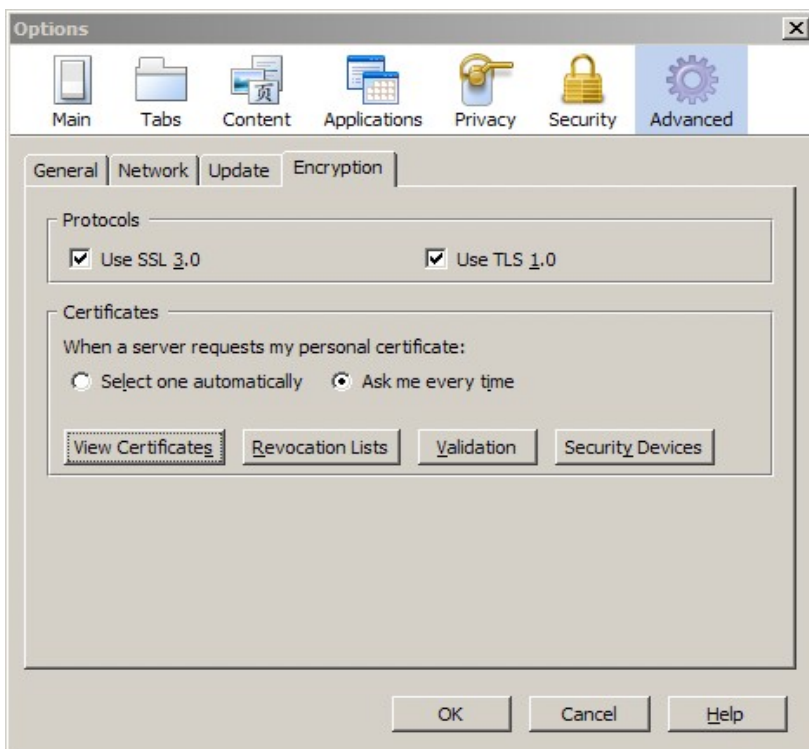 Options
页
Main Tabs Content Applications Privacy Security Advanced
General Network Update Encryption
Protocols
Use SSL 3.0 Use TLS 1.0
Certificates
When a server requests my personal certificate:
Select one automatically Ask me every time
View Certificates Revocation Lists Validation Security Devices
OK Cancel Help